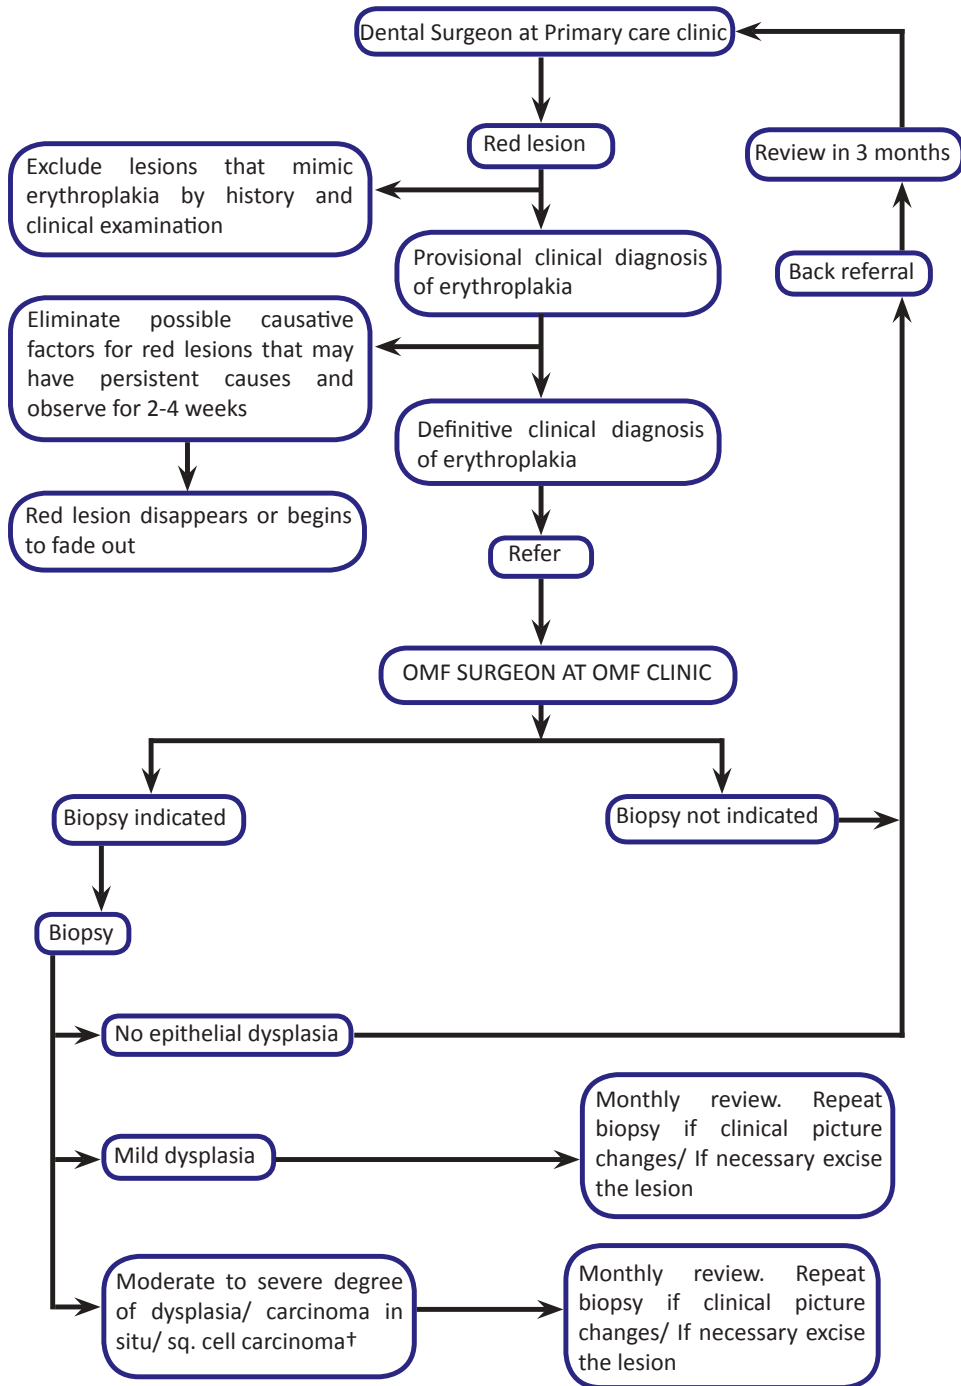 Dental Surgeon at Primary care clinic
Red lesion
Review in 3 months
Exclude lesions that mimic
erythroplakia by history and
clinical examination
Provisional clinical diagnosis
of erythroplakia
Back referral
Eliminate possible causative
factors for red lesions that may
have persistent causes and
observe for 2-4 weeks
Definitive clinical diagnosis
of erythroplakia
Red lesion disappears or begins
to fade out
Refer
OMF SURGEON AT OMF CLINIC
Biopsy indicated
Biopsy not indicated
Biopsy
No epithelial dysplasia
Mild dysplasia
Monthly review. Repeat
biopsy if clinical picture
changes/ If necessary excise
the lesion
Moderate to severe degree
of dysplasia/ carcinoma in
situ/ sq. cell carcinoma†
Monthly review. Repeat
biopsy if clinical picture
changes/ If necessary excise
the lesion